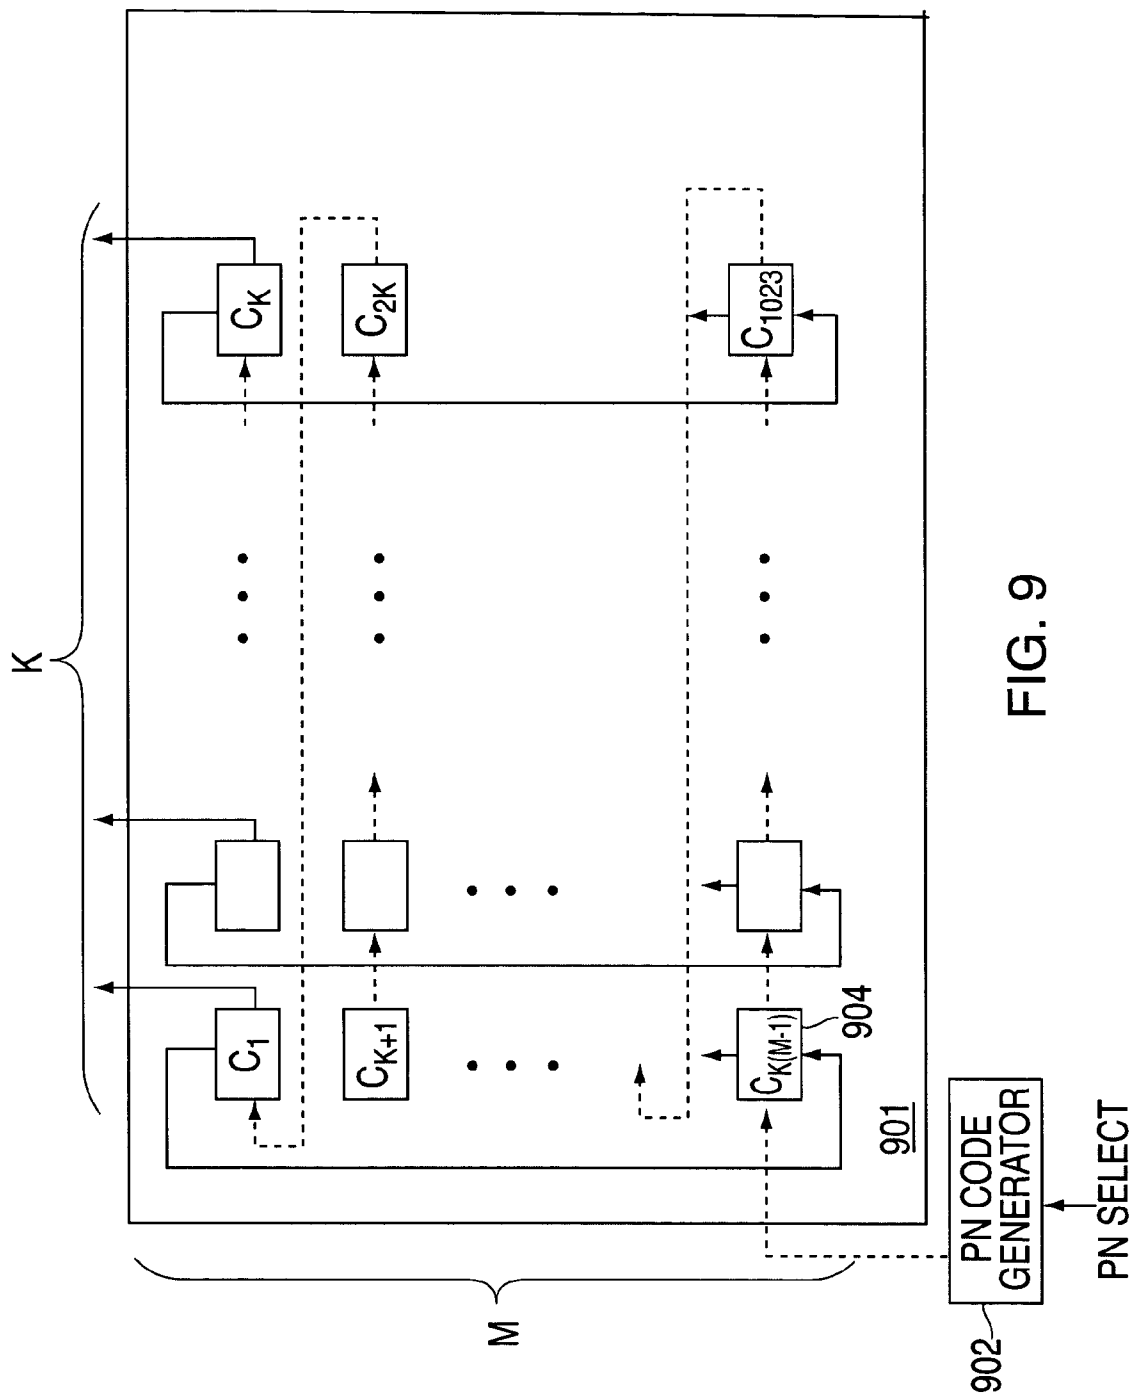 K
C1
CK
CK+1
C2K
CK(M-1)
904
C1023
M
901
902
PN CODE
GENERATOR
PN SELECT
FIG. 9